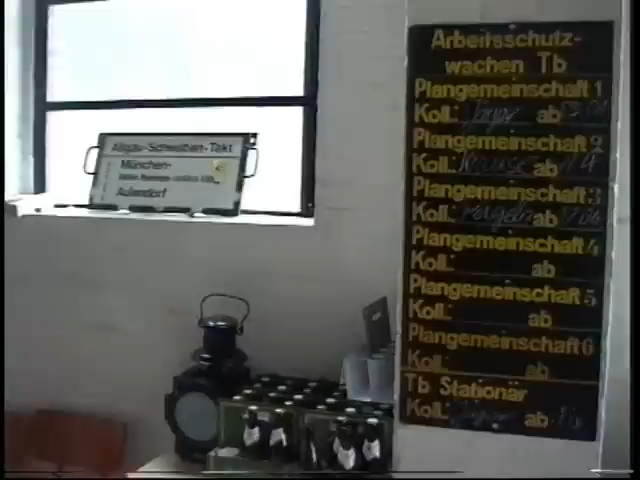 Allgäu-Schwaben-Takt
München-
Aulendorf
Arbeitsschutz-
wachen Tb
Plangemeinschaft 1
Koll.: ab
Plangemeinschaft 2
Koll.: ab
Plangemeinschaft 3
Koll.: ab
Plangemeinschaft 4
Koll.: ab
Plangemeinschaft 5
Koll.: ab
Plangemeinschaft 6
Koll.: ab
Tb Stationär
Koll.: ab